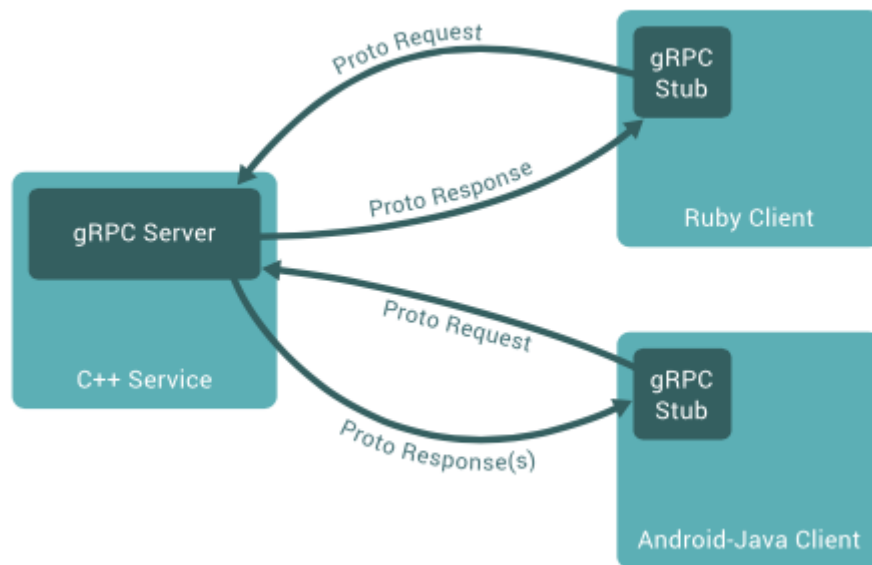 Proto Request
gRPC
Stub
Proto Response
Ruby Client
gRPC Server
C++ Service
Proto Request
gRPC
Stub
Proto Response(s)
Android-Java Client